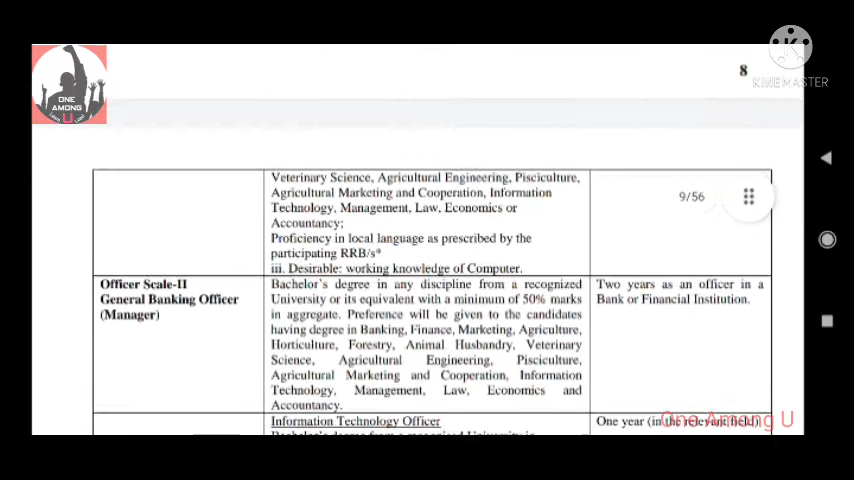 ONE
AMONG
U
8
KINEMASTER
9/56
Veterinary Science, Agricultural Engineering, Pisciculture,
Agricultural Marketing and Cooperation, Information
Technology, Management, Law, Economics or
Accountancy;
Proficiency in local language as prescribed by the
participating RRB/s*
iii. Desirable: working knowledge of Computer.
Officer Scale-II
General Banking Officer
(Manager)
Bachelor's degree in any discipline from a recognized
University or its equivalent with a minimum of 50% marks
in aggregate. Preference will be given to the candidates
having degree in Banking, Finance, Marketing, Agriculture,
Horticulture, Forestry, Animal Husbandry, Veterinary
Science, Agricultural Engineering, Pisciculture,
Agricultural Marketing and Cooperation, Information
Technology, Management, Law, Economics and
Accountancy.
Two years as an officer in a
Bank or Financial Institution.
Information Technology Officer
One year (in the relevant field)
One Among U